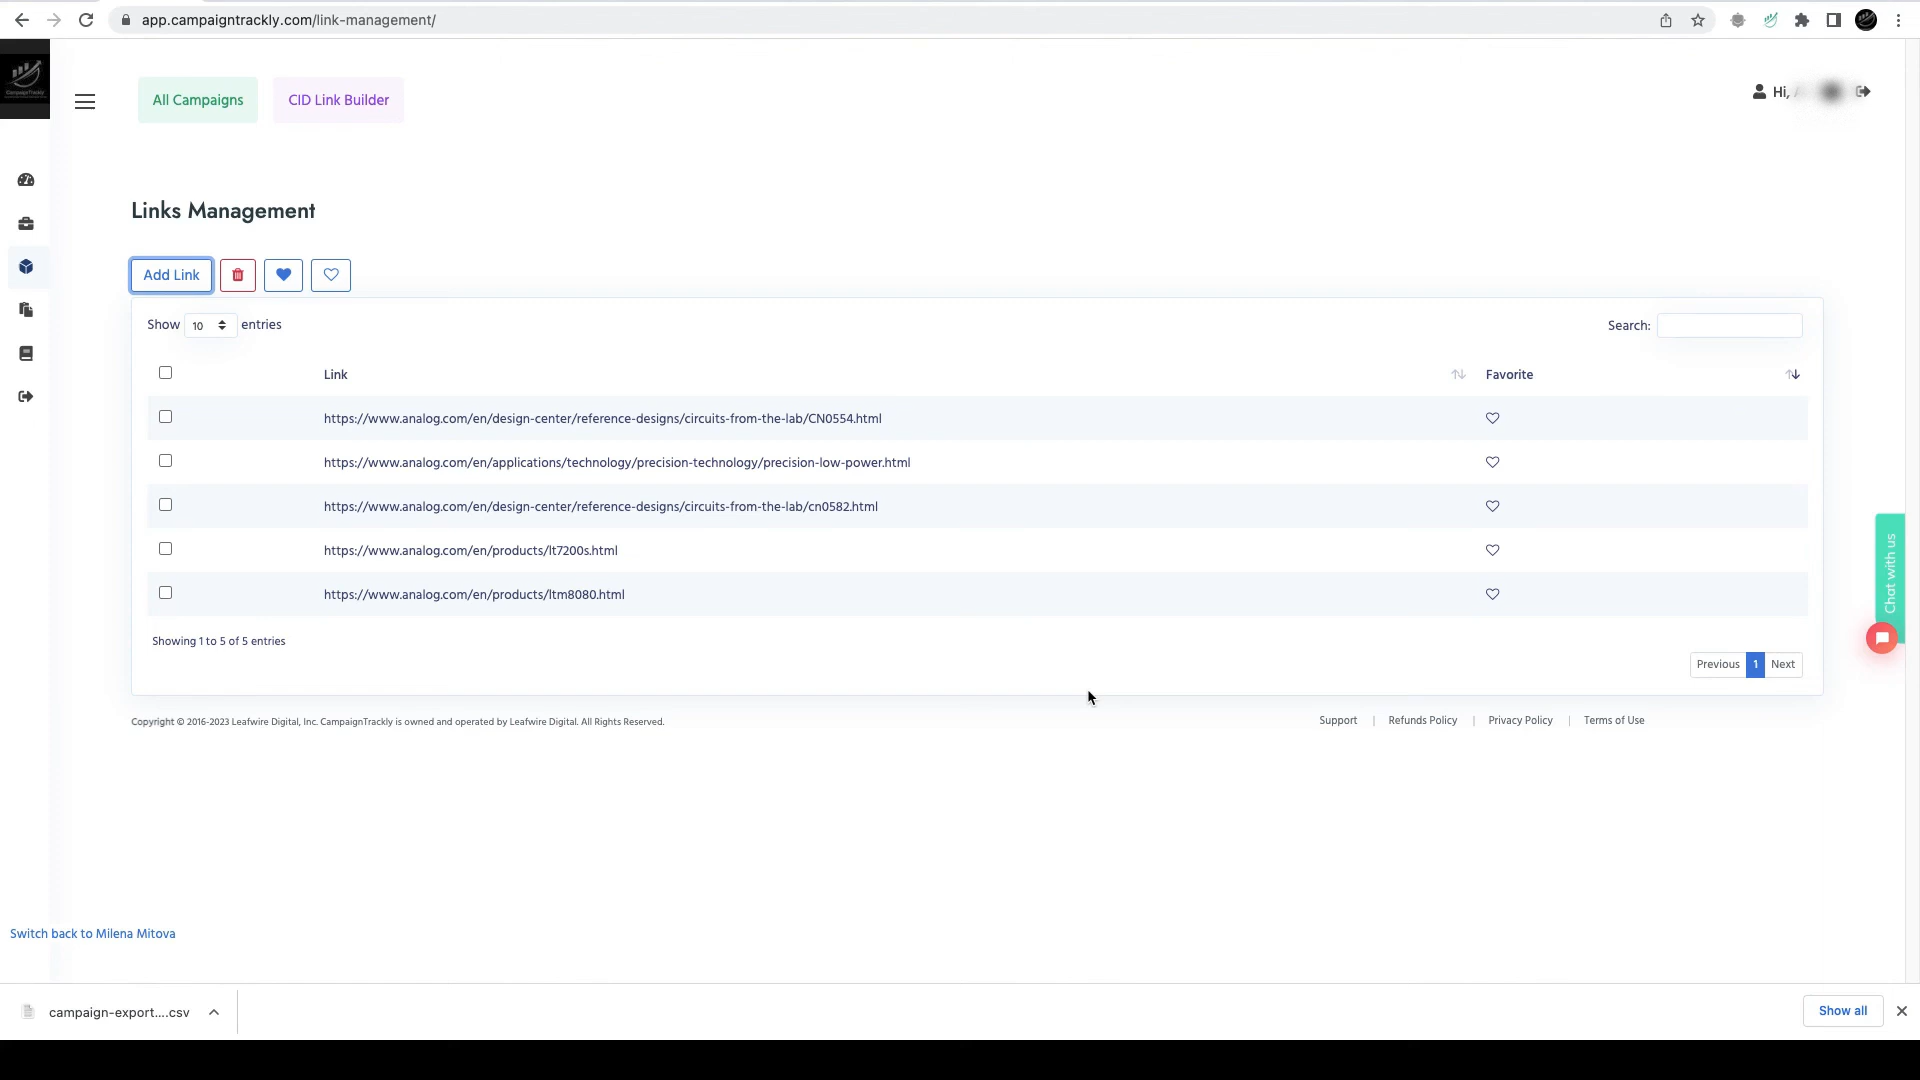 app.campaigntrackly.com/link-management/
All Campaigns
CID Link Builder
Hi,
Links Management
Add Link
Show 10 entries
Search:
Link
Favorite
https://www.analog.com/en/design-center/reference-designs/circuits-from-the-lab/CN0554.html
https://www.analog.com/en/applications/technology/precision-technology/precision-low-power.html
https://www.analog.com/en/design-center/reference-designs/circuits-from-the-lab/cn0582.html
https://www.analog.com/en/products/lt7200s.html
https://www.analog.com/en/products/ltm8080.html
Showing 1 to 5 of 5 entries
Previous 1 Next
Chat with us
Copyright © 2016-2023 Leafwire Digital, Inc. CampaignTrackly is owned and operated by Leafwire Digital. All Rights Reserved.
Support | Refunds Policy | Privacy Policy | Terms of Use
Switch back to Milena Mitova
campaign-export....csv
Show all